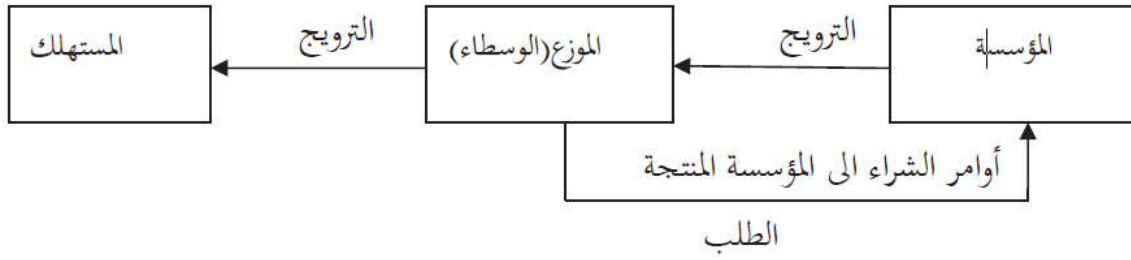 المؤسسة
الترويج
الموزع(الوسطاء)
الترويج
المستهلك
أوامر الشراء الى المؤسسة المنتجة
الطلب